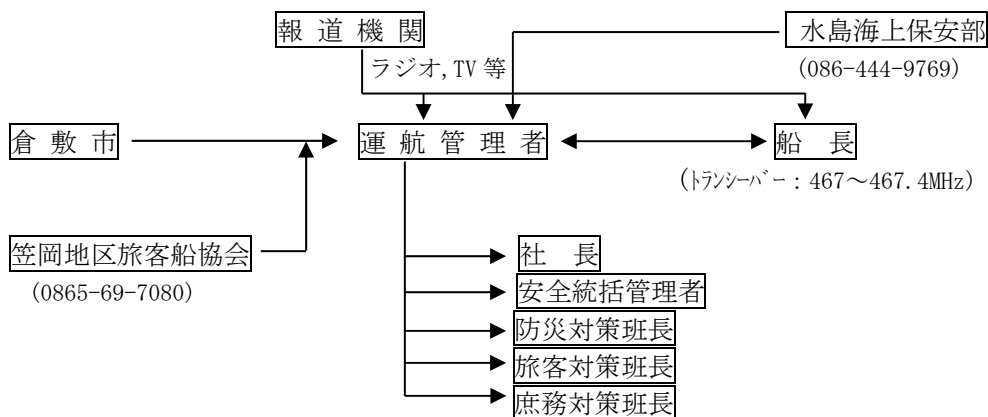 報道機関
水島海上保安部
ラジオ,TV 等
(086-444-9769)
倉敷市
運航管理者
船長
(ﾄﾗﾝｼｰﾊﾞｰ：467～467.4MHz)
笠岡地区旅客船協会
(0865-69-7080)
社長
安全統括管理者
防災対策班長
旅客対策班長
庶務対策班長